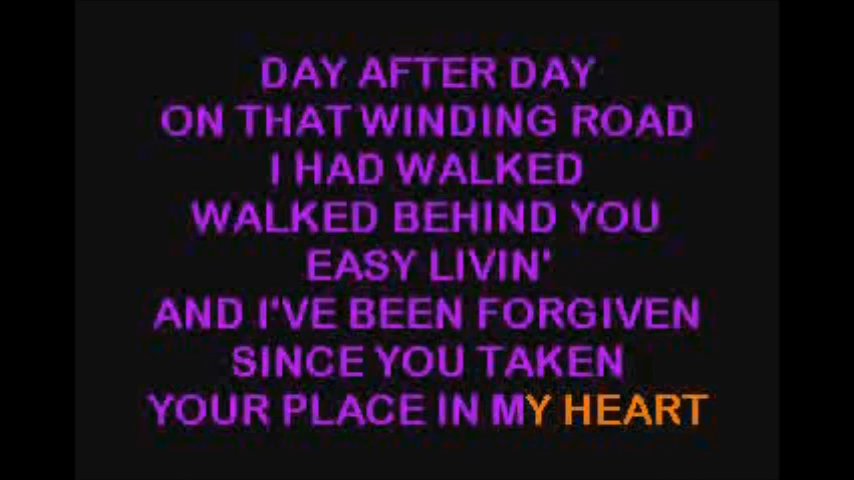 DAY AFTER DAY
ON THAT WINDING ROAD
I HAD WALKED
WALKED BEHIND YOU
EASY LIVIN'
AND I'VE BEEN FORGIVEN
SINCE YOU TAKEN
YOUR PLACE IN MY HEART